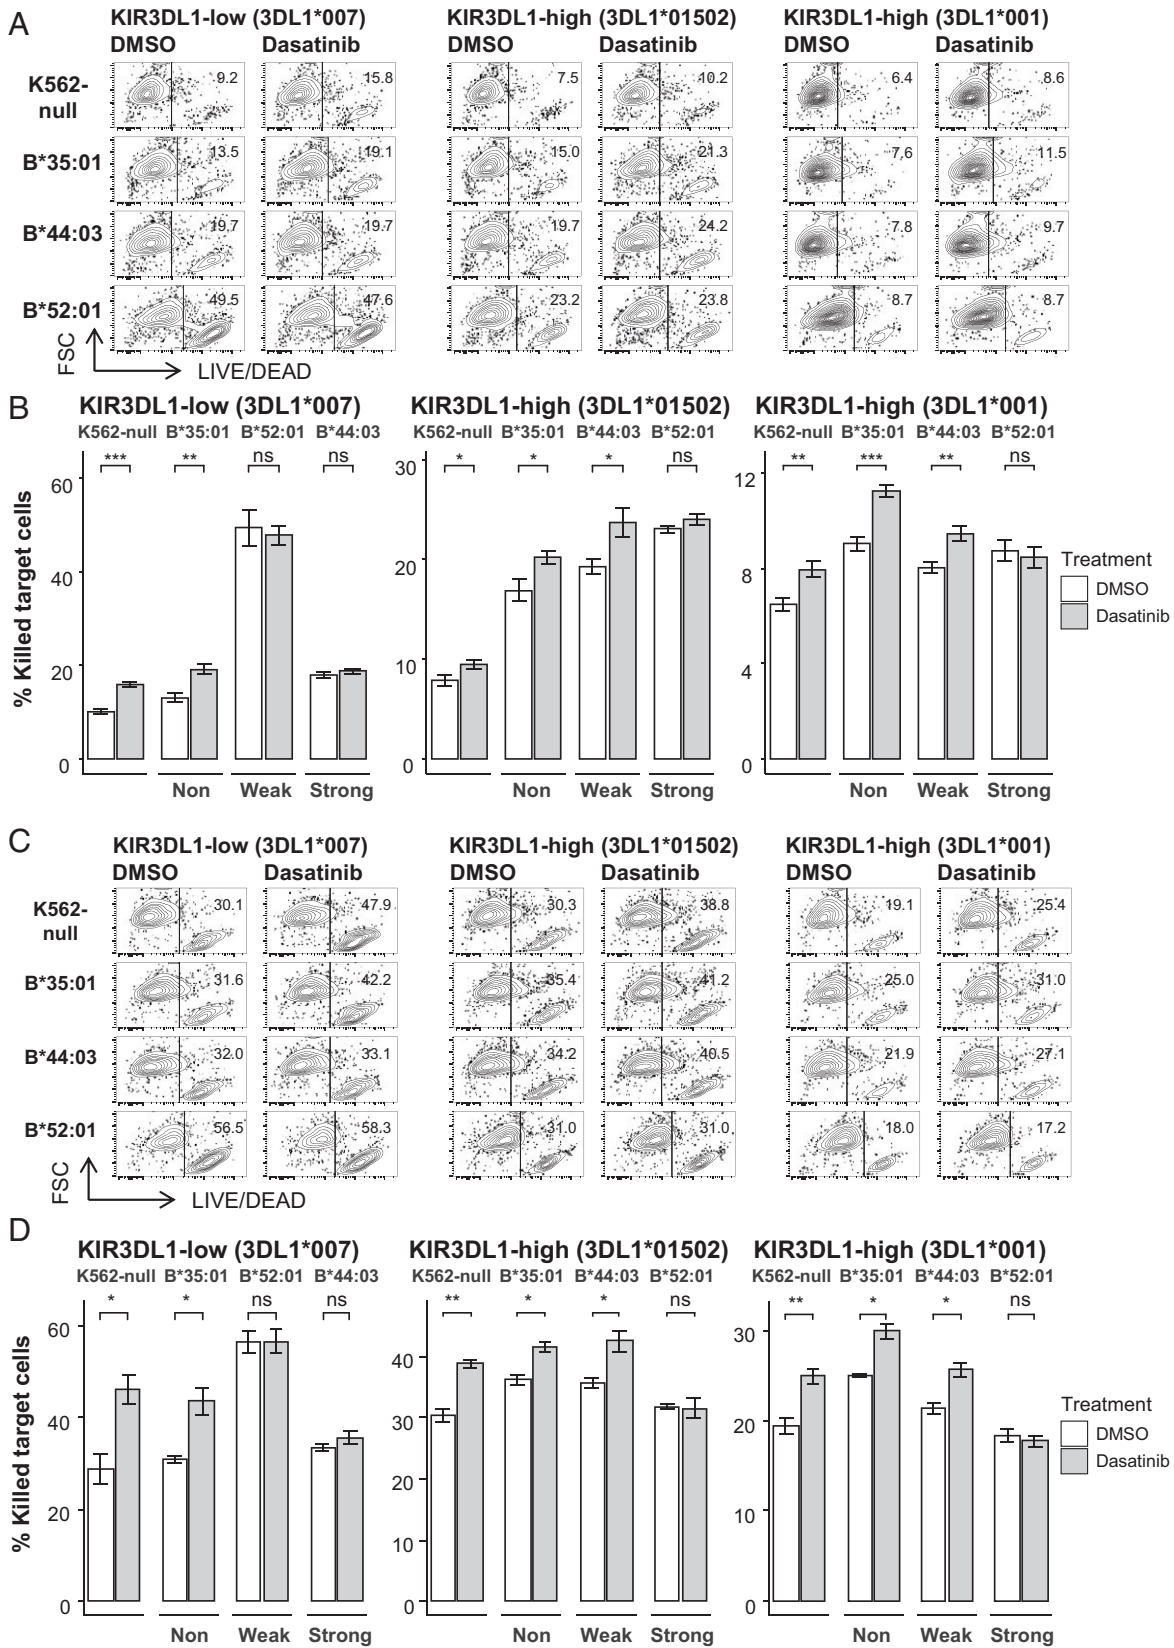 A
KIR3DL1-low (3DL1*007) KIR3DL1-high (3DL1*01502) KIR3DL1-high (3DL1*001)
DMSO Dasatinib DMSO Dasatinib DMSO Dasatinib
K562-
null
9.2 15.8 7.5 10.2 6.4 8.6
B*35:01 13.5 19.1 15.0 21.3 7.6 11.5
B*44:03 19.7 19.7 19.7 24.2 7.8 9.7
B*52:01 49.5 47.6 23.2 23.8 8.7 8.7
FSC
LIVE/DEAD
B
KIR3DL1-low (3DL1*007) KIR3DL1-high (3DL1*01502) KIR3DL1-high (3DL1*001)
K562-null B*35:01 B*52:01 B*44:03 K562-null B*35:01 B*44:03 B*52:01 K562-null B*35:01 B*44:03 B*52:01
*** ** ns ns * * * ns ** *** ** ns
% Killed target cells
60
40
20
0
30
20
10
0
12
8
4
0
Treatment
DMSO
Dasatinib
Non Weak Strong Non Weak Strong Non Weak Strong
C
KIR3DL1-low (3DL1*007) KIR3DL1-high (3DL1*01502) KIR3DL1-high (3DL1*001)
DMSO Dasatinib DMSO Dasatinib DMSO Dasatinib
K562-
null
30.1 47.9 30.3 38.8 19.1 25.4
B*35:01 31.6 42.2 35.4 41.2 25.0 31.0
B*44:03 32.0 33.1 34.2 40.5 21.9 27.1
B*52:01 56.5 58.3 31.0 31.0 18.0 17.2
FSC
LIVE/DEAD
D
KIR3DL1-low (3DL1*007) KIR3DL1-high (3DL1*01502) KIR3DL1-high (3DL1*001)
K562-null B*35:01 B*52:01 B*44:03 K562-null B*35:01 B*44:03 B*52:01 K562-null B*35:01 B*44:03 B*52:01
* * ns ns ** * * ns ** * * ns
% Killed target cells
60
40
20
0
40
30
20
10
0
30
20
10
0
Treatment
DMSO
Dasatinib
Non Weak Strong Non Weak Strong Non Weak Strong